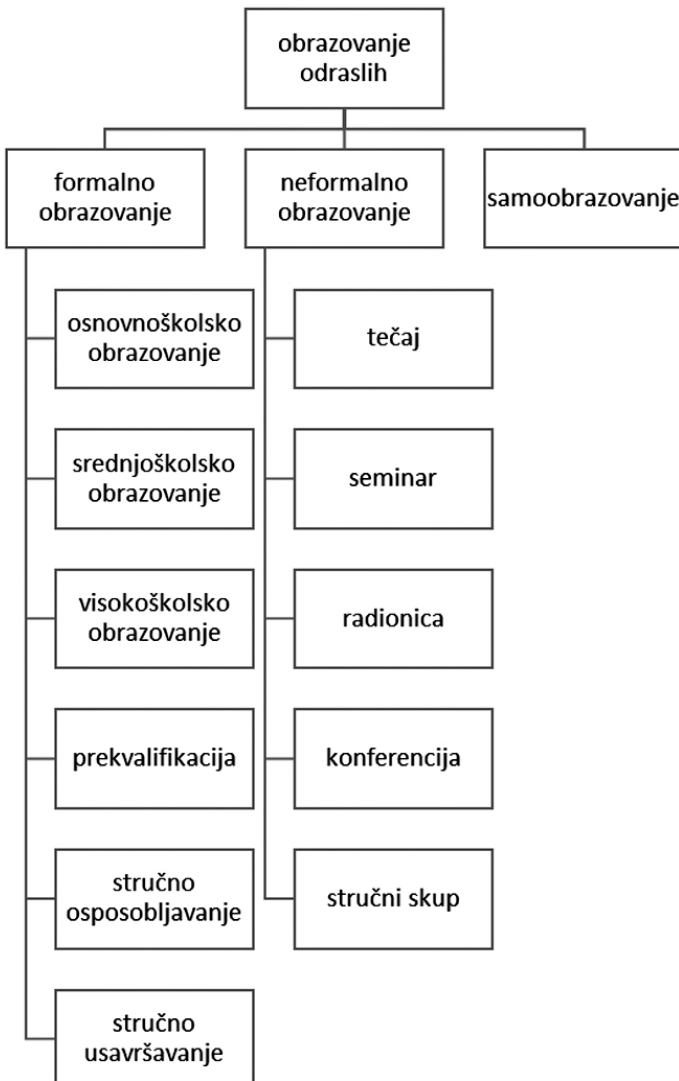 obrazovanje
odraslih
formalno
obrazovanje
neformalno
obrazovanje
samoobrazovanje
osnovnoškolsko
obrazovanje
srednjoškolsko
obrazovanje
visokoškolsko
obrazovanje
prekvalifikacija
stručno
osposobljavanje
stručno
usavršavanje
tečaj
seminar
radionica
konferencija
stručni skup